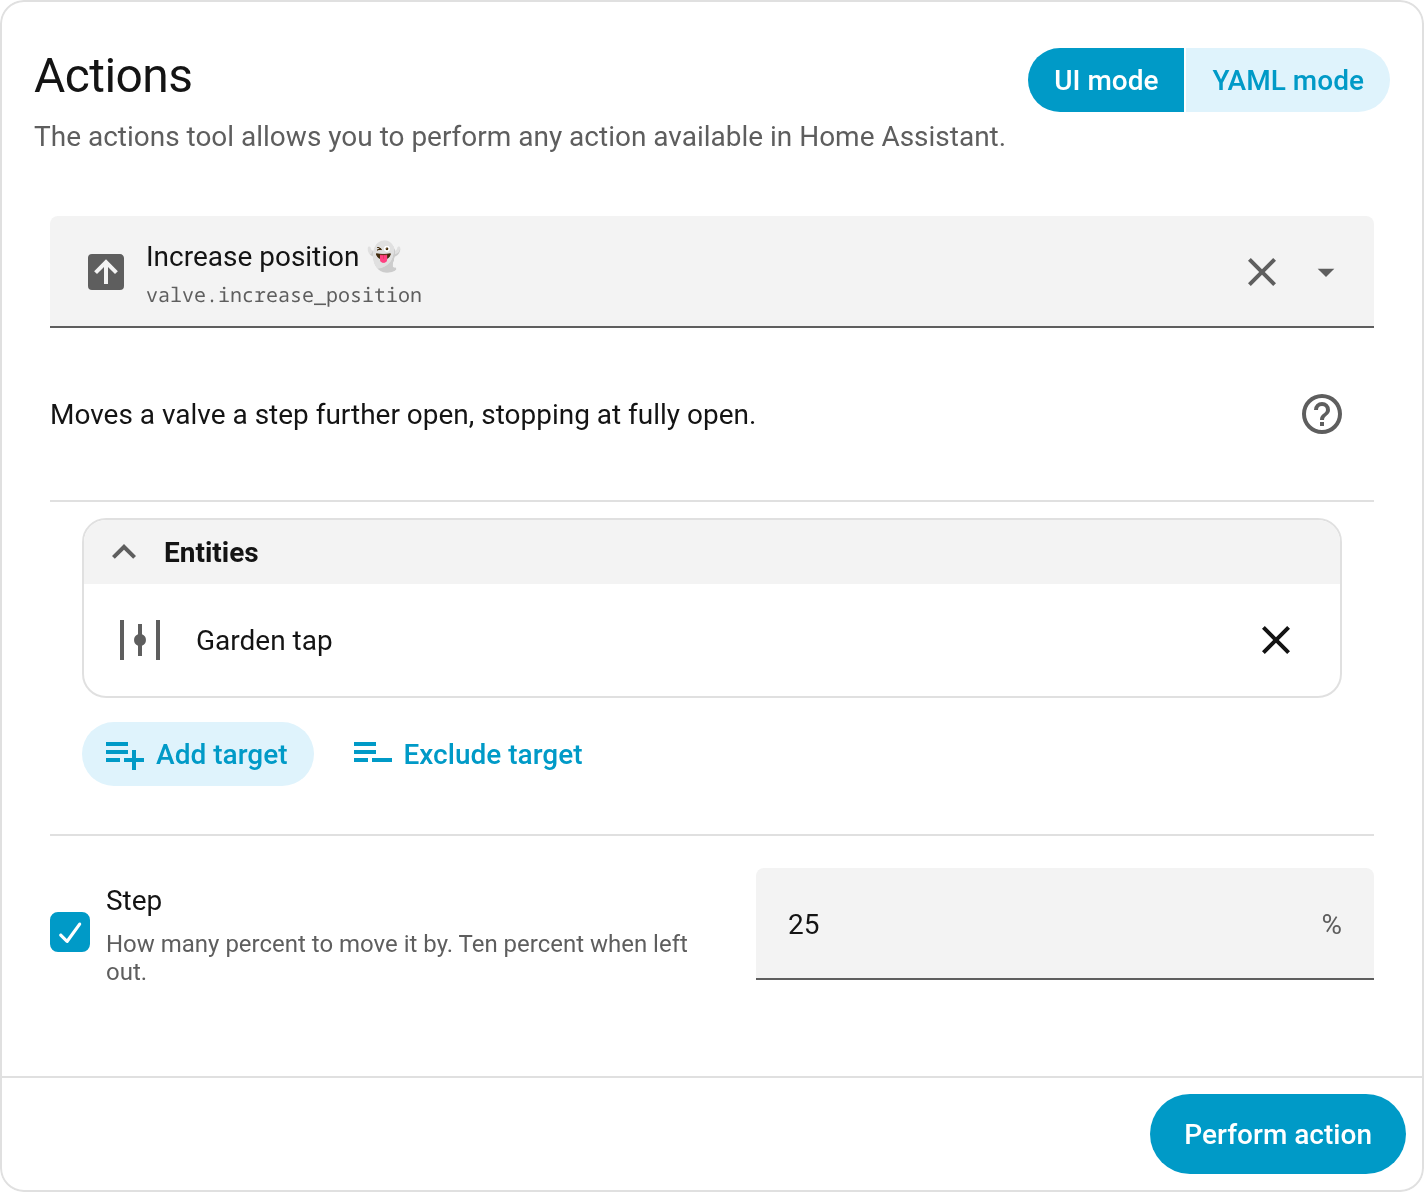 Actions
UI mode
YAML mode
The actions tool allows you to perform any action available in Home Assistant.
Increase position 👻
valve.increase_position
Moves a valve a step further open, stopping at fully open.
Entities
Garden tap
Add target
Exclude target
Step
How many percent to move it by. Ten percent when left
out.
25
%
Perform action